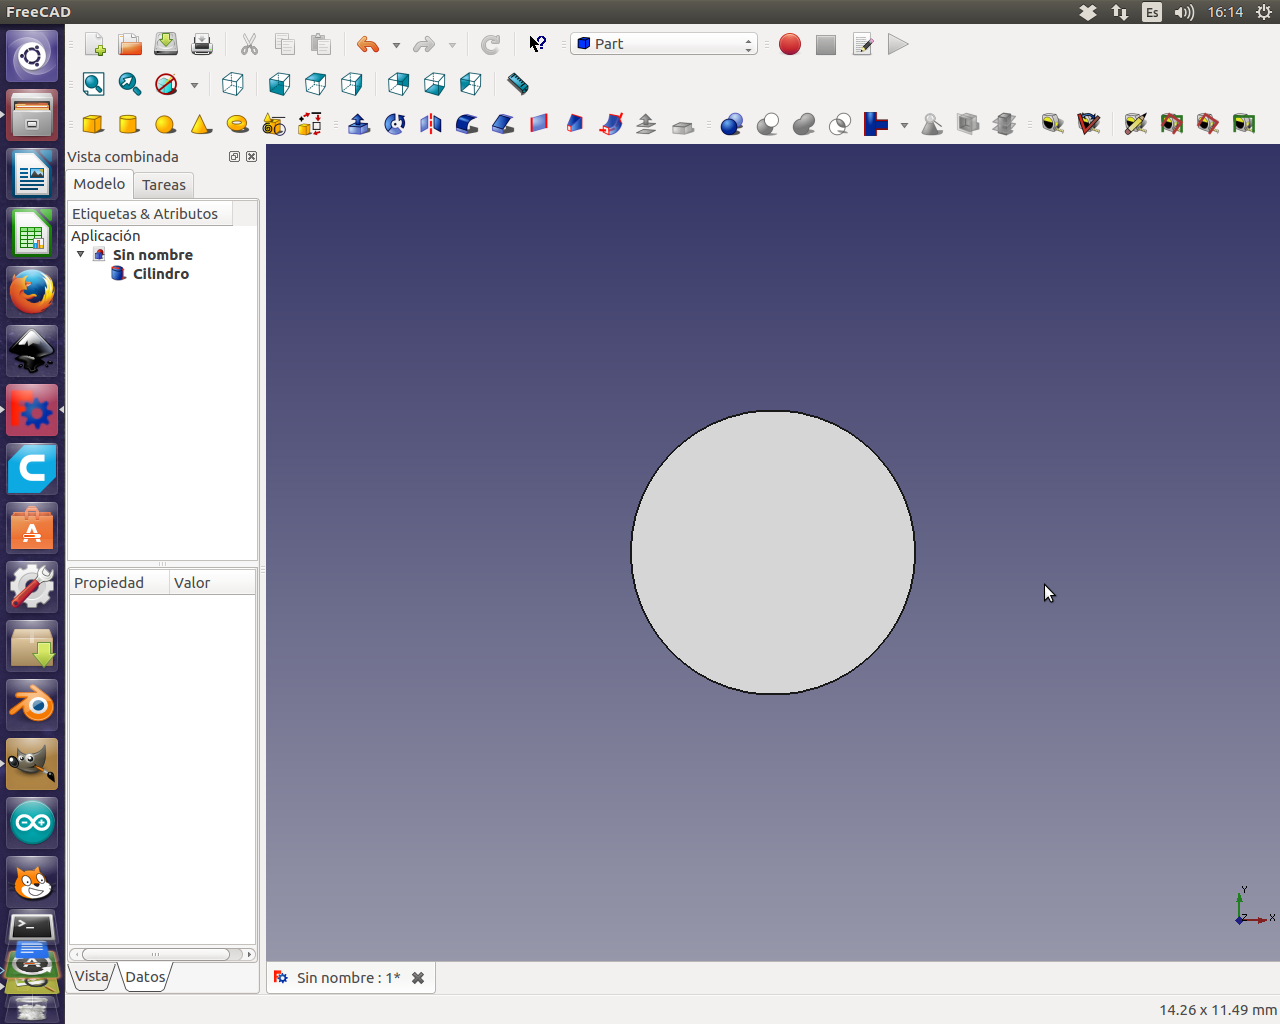 FreeCAD
Es
16:14
Part
Vista combinada
Modelo
Tareas
Etiquetas & Atributos
Aplicación
Sin nombre
Cilindro
Propiedad
Valor
Y
Z
X
Vista
Datos
Sin nombre : 1*
14.26 x 11.49 mm